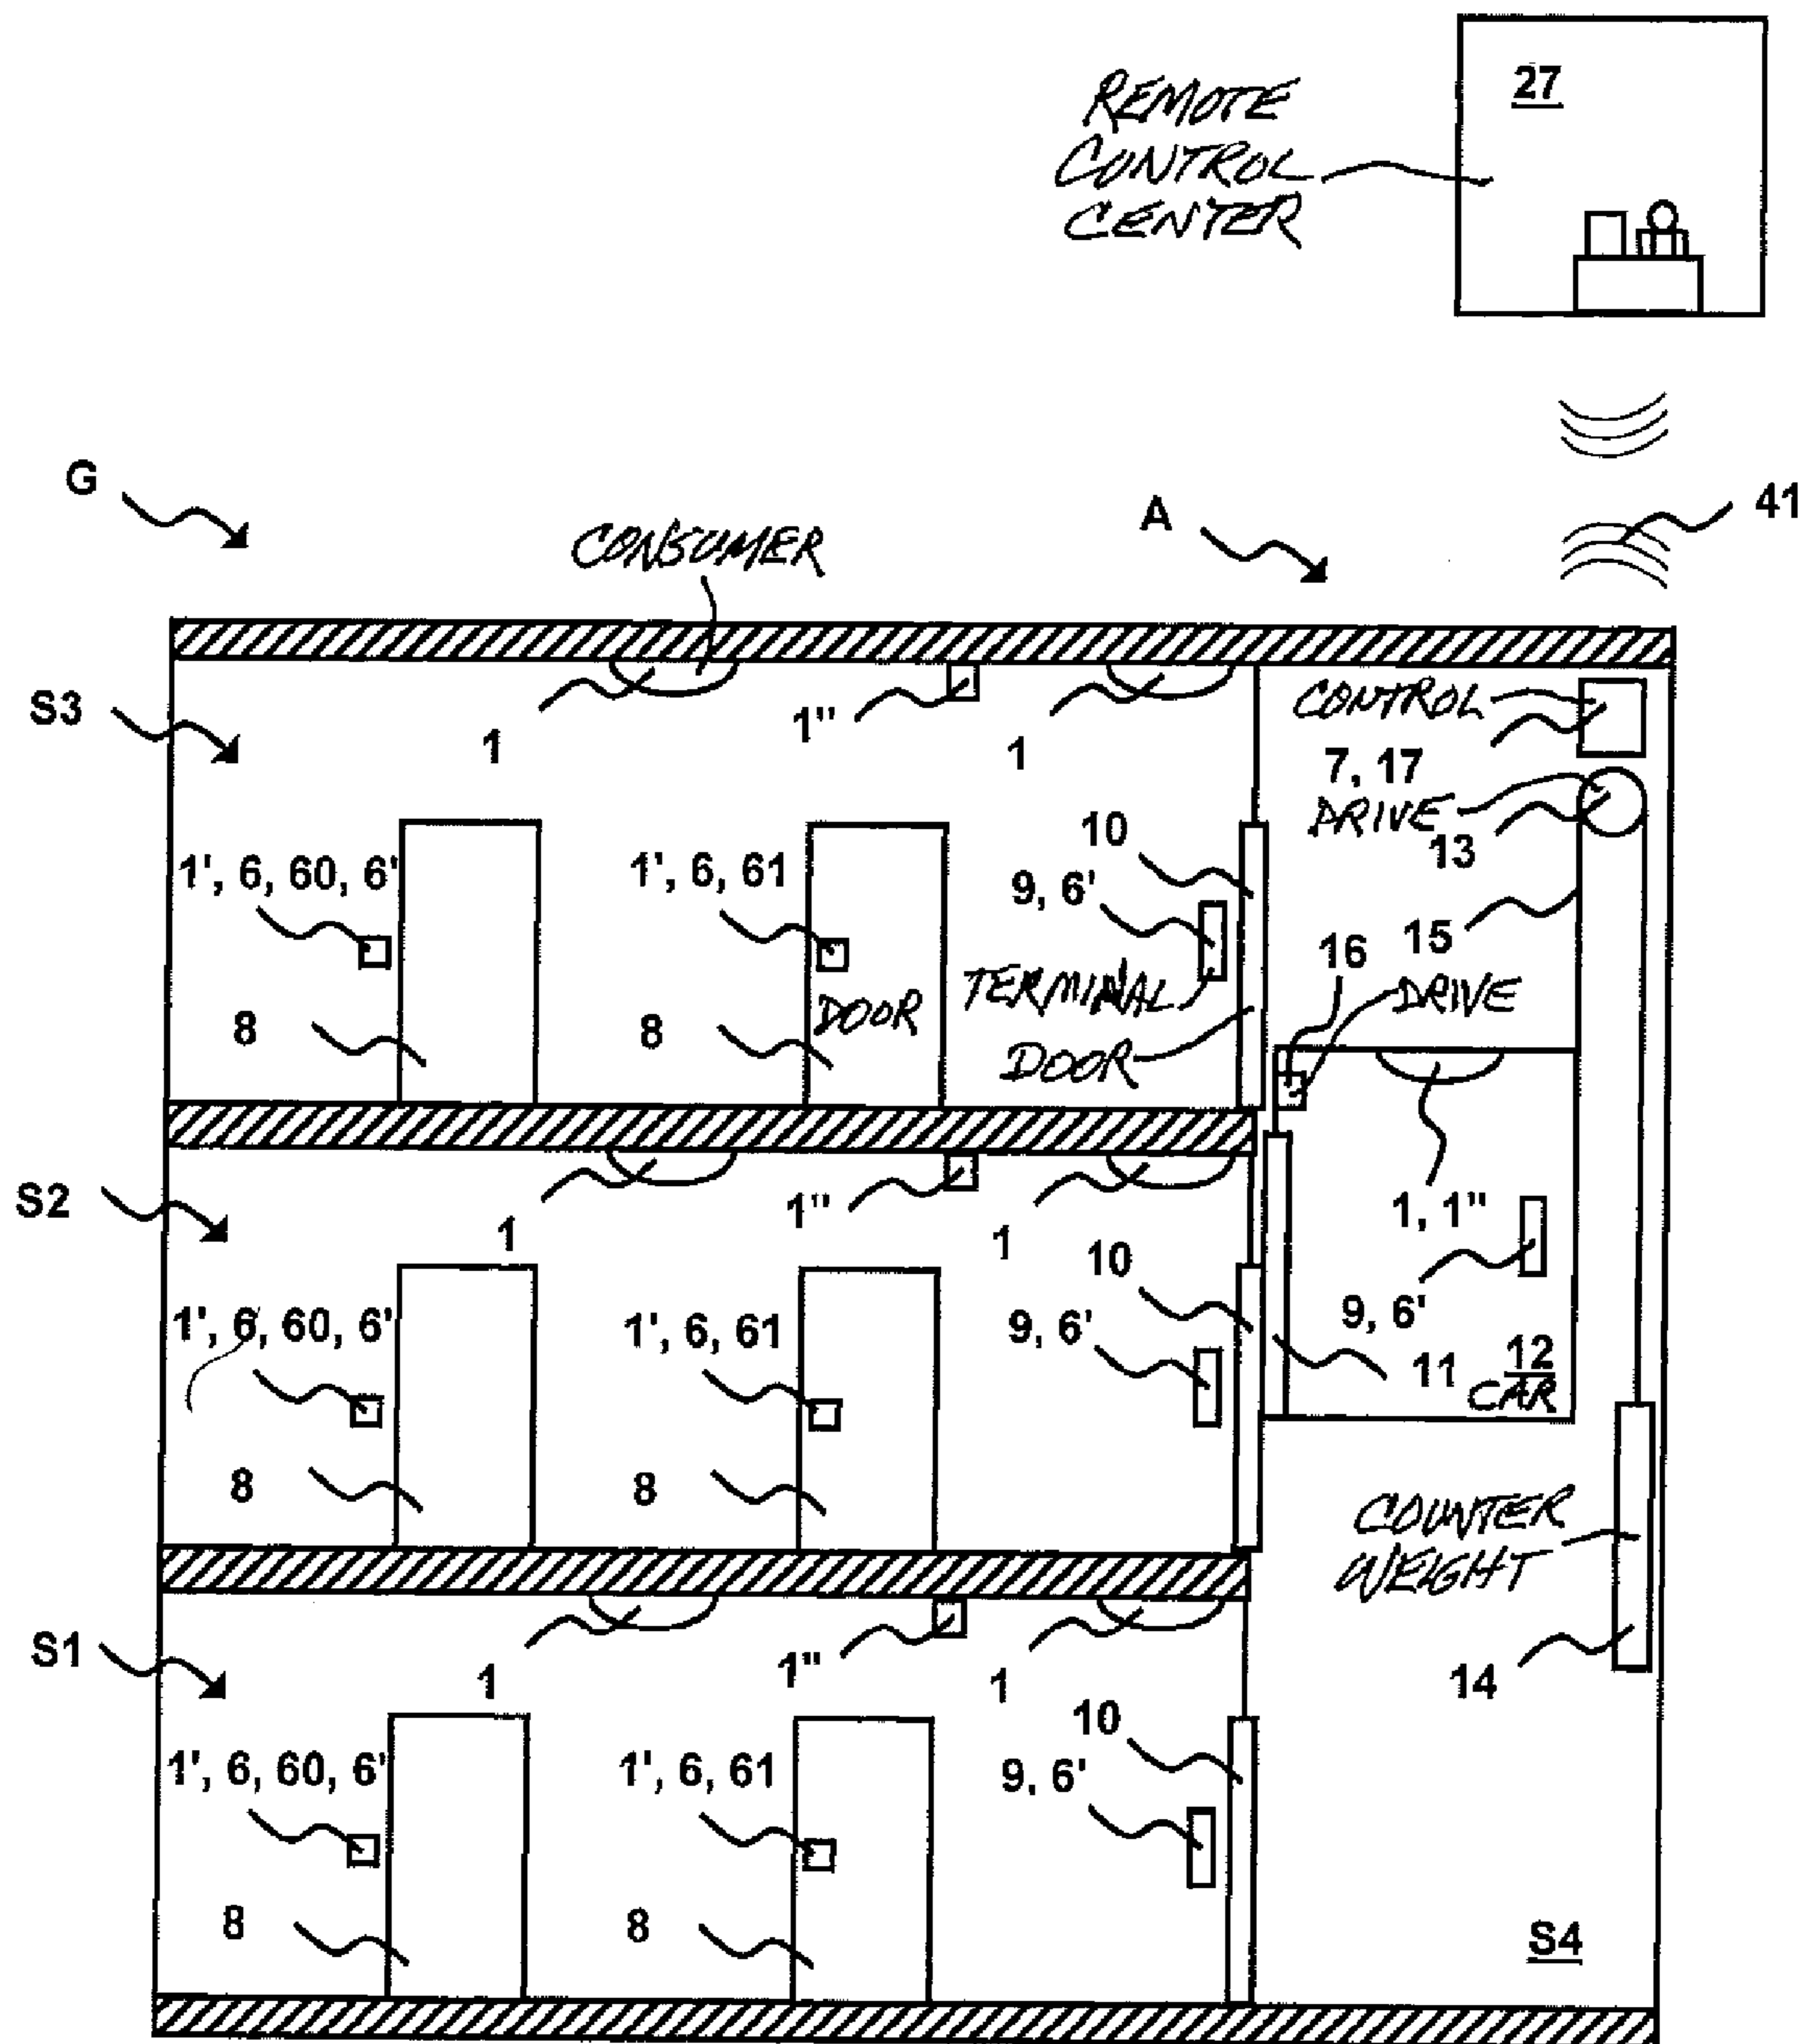 27
REMOTE
CONTROL
CENTER
G
A
41
CONSUMER
S3
1
1"
1
CONTROL
7, 17
DRIVE
13
10
1', 6, 60, 6'
1', 6, 61
9, 6'
15
16
8
8
DOOR
TERMINAL
DRIVE
DOOR
S2
1
1"
1
1, 1"
10
9, 6'
1', 6, 60, 6'
1', 6, 61
9, 6'
11
12
CAR
8
8
COUNTER
WEIGHT
S1
1
1"
1
14
10
1', 6, 60, 6'
1', 6, 61
9, 6'
8
8
S4